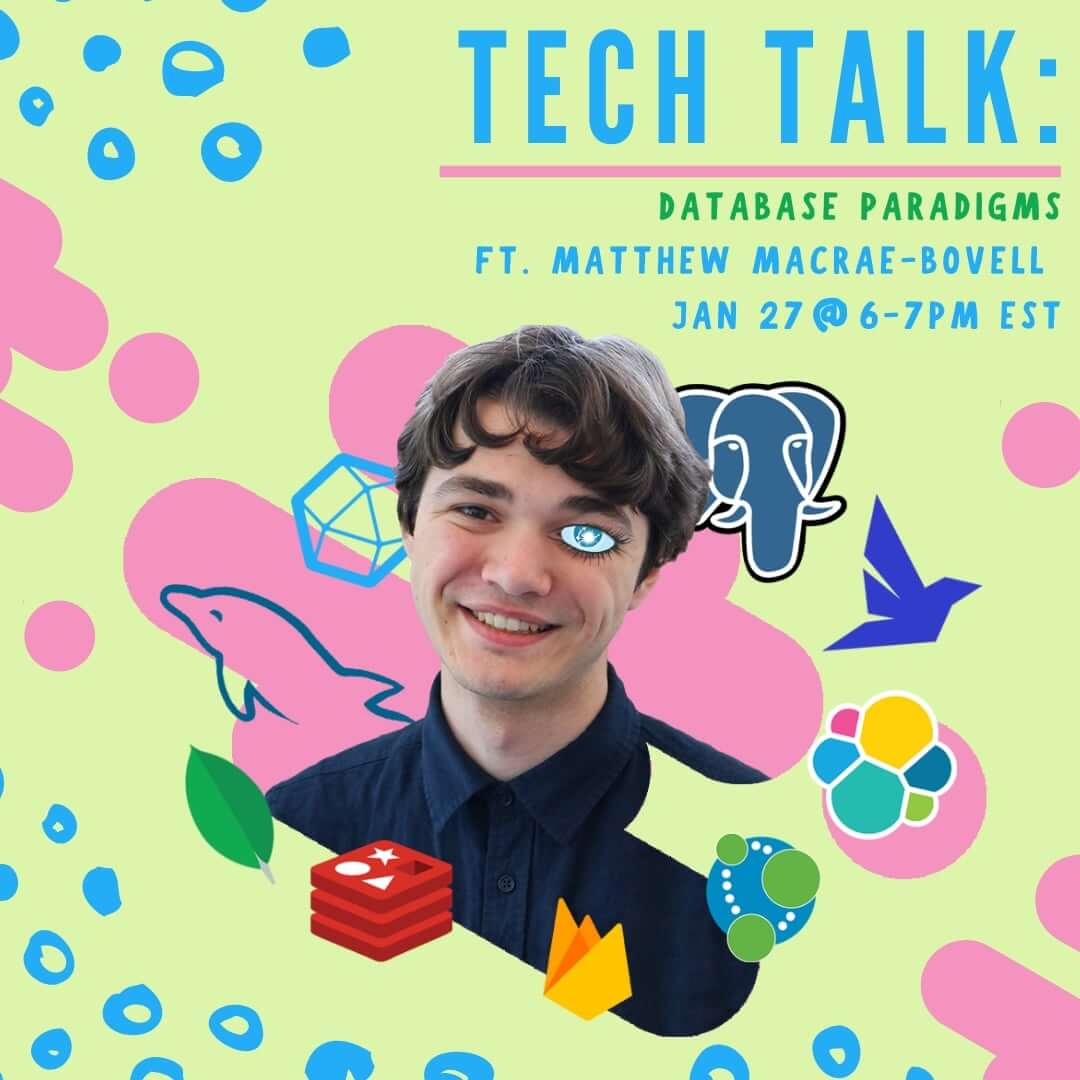 TECH TALK:
DATABASE PARADIGMS
FT. MATTHEW MACRAE-BOVELL
JAN 27 @ 6-7PM EST